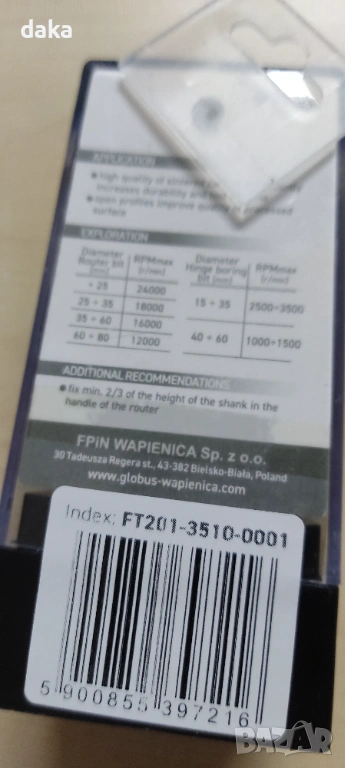 daka
APPLICATION
high quality of
increases durability and
open profiles improve
surface
EXPLORATION
Diameter Router bit [mm] RPMmax (r/min) Diameter Hinge boring bit [mm] RPMmax (r/min)
< 25 24000
25 ÷ 35 18000 15 ÷ 35 2500÷3500
35 ÷ 60 16000
60 ÷ 80 12000 40 ÷ 60 1000÷1500
ADDITIONAL RECOMMENDATIONS
fix min. 2/3 of the height of the shank in the
handle of the router
FPiN WAPIENICA Sp. z o.o.
30 Tadeusza Regera st., 43-382 Bielsko-Biała, Poland
www.globus-wapienica.com
Index: FT201-3510-0001
5 900855 397216
BAZAR